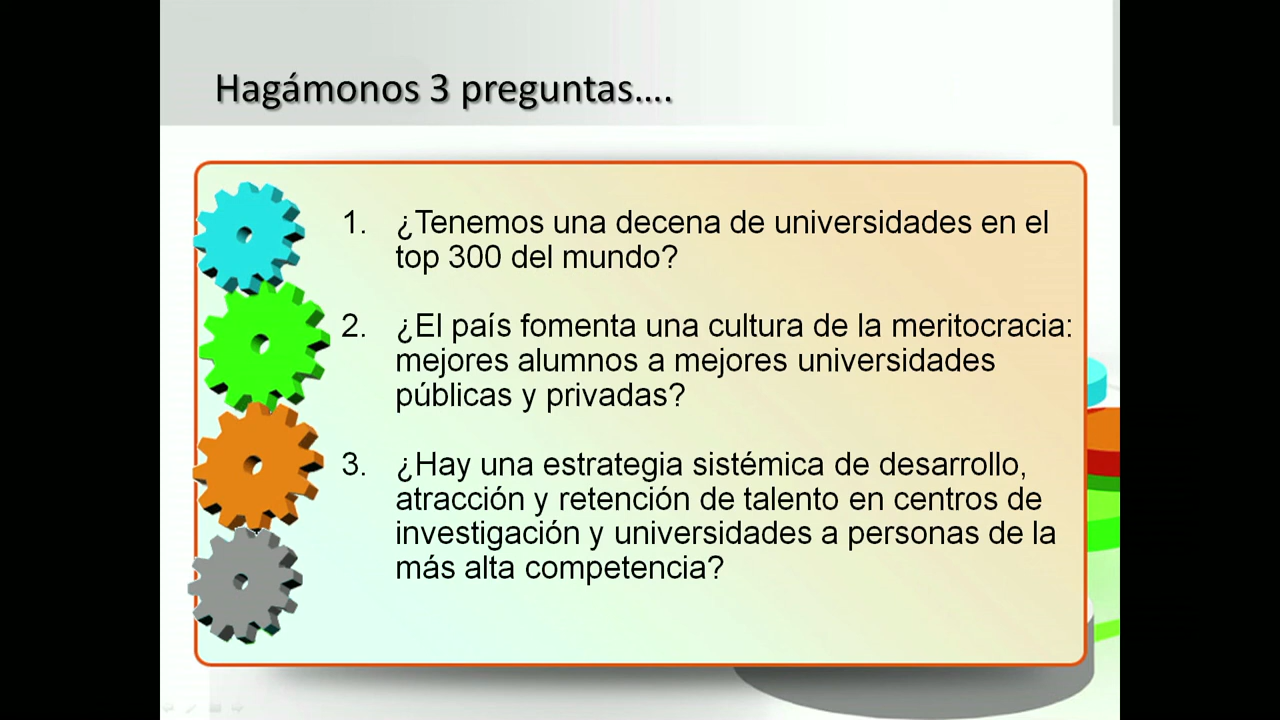 Hagámonos 3 preguntas....
1. ¿Tenemos una decena de universidades en el
top 300 del mundo?
2. ¿El país fomenta una cultura de la meritocracia:
mejores alumnos a mejores universidades
públicas y privadas?
3. ¿Hay una estrategia sistémica de desarrollo,
atracción y retención de talento en centros de
investigación y universidades a personas de la
más alta competencia?